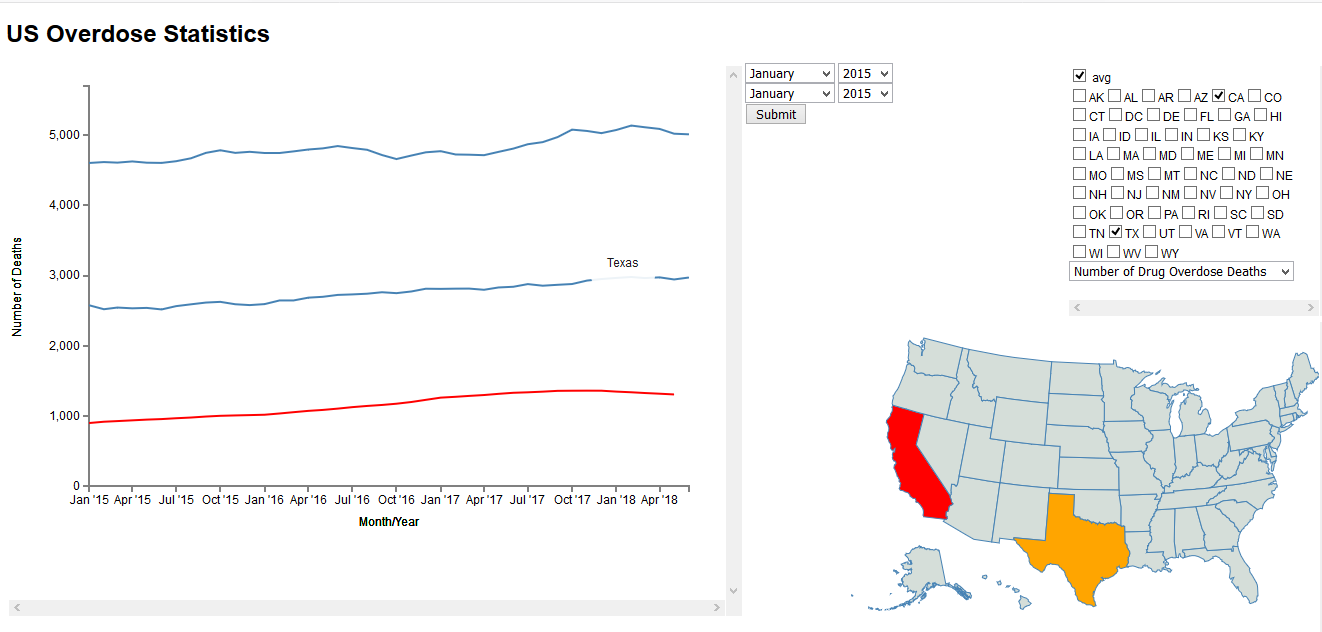 US Overdose Statistics
5,000
4,000
3,000
2,000
1,000
0
Number of Deaths
Texas
Jan '15 Apr '15 Jul '15 Oct '15 Jan '16 Apr '16 Jul '16 Oct '16 Jan '17 Apr '17 Jul '17 Oct '17 Jan '18 Apr '18
Month/Year
January 2015
January 2015
Submit
avg
AK AL AR AZ CA CO
CT DC DE FL GA HI
IA ID IL IN KS KY
LA MA MD ME MI MN
MO MS MT NC ND NE
NH NJ NM NV NY OH
OK OR PA RI SC SD
TN TX UT VA VT WA
WI WV WY
Number of Drug Overdose Deaths